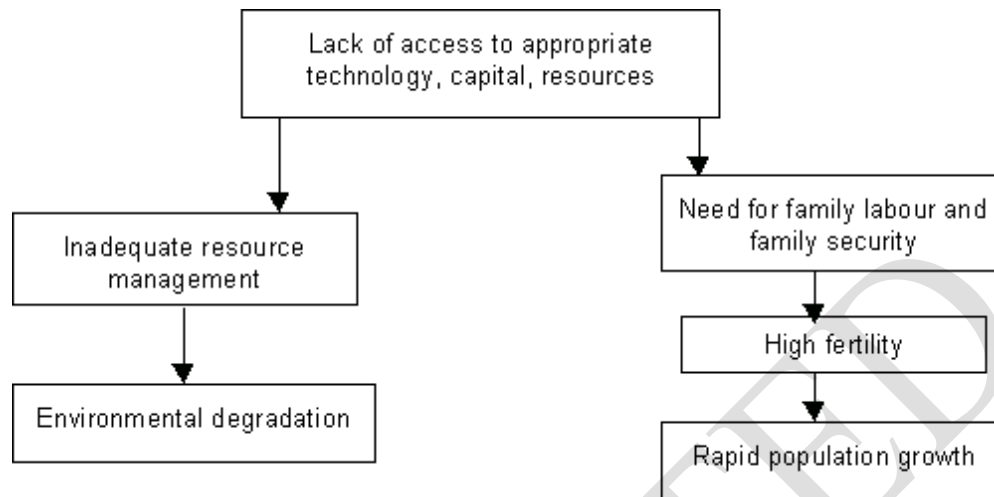 Lack of access to appropriate
technology, capital, resources
Inadequate resource
management
Environmental degradation
Need for family labour and
family security
High fertility
Rapid population growth